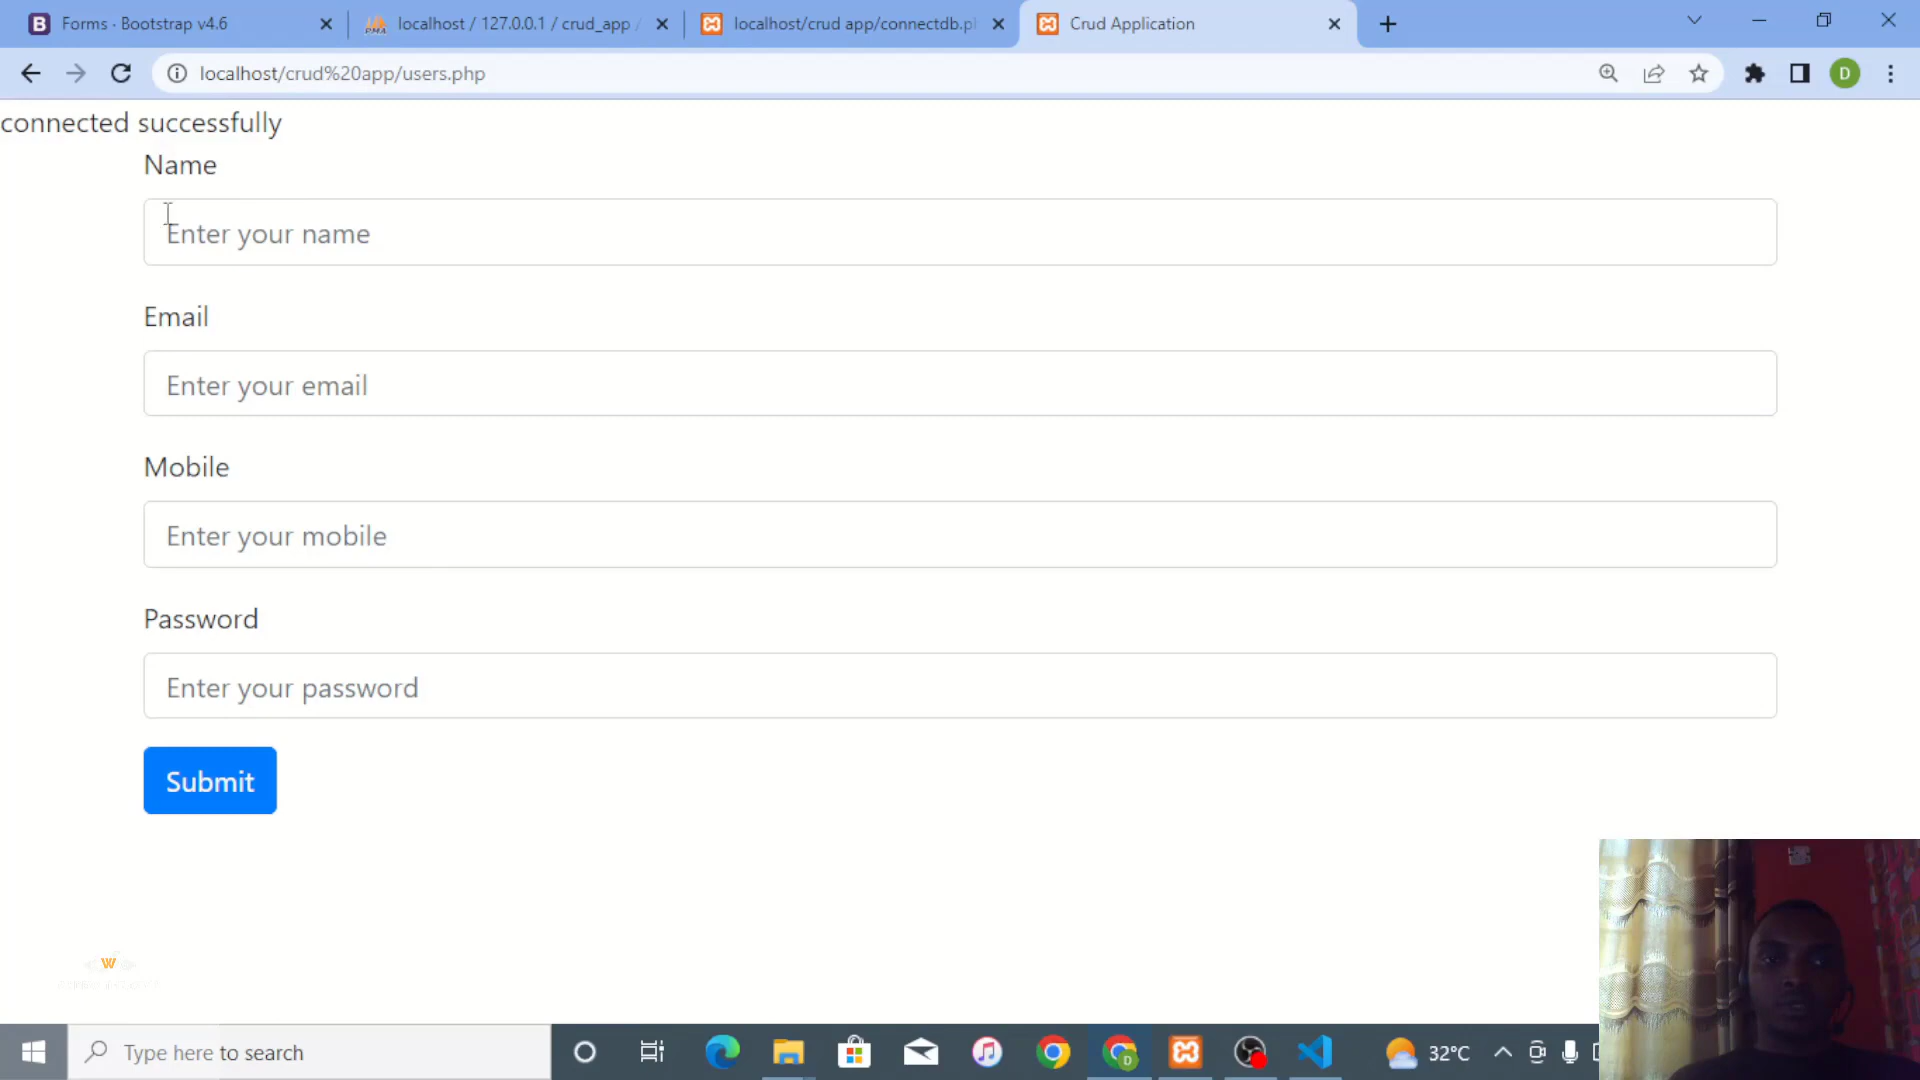 Forms · Bootstrap v4.6
localhost / 127.0.0.1 / crud_app /
localhost/crud app/connectdb.p
Crud Application
localhost/crud%20app/users.php
D
connected successfully
Name
Enter your name
Email
Enter your email
Mobile
Enter your mobile
Password
Enter your password
Submit
W
Type here to search
32°C